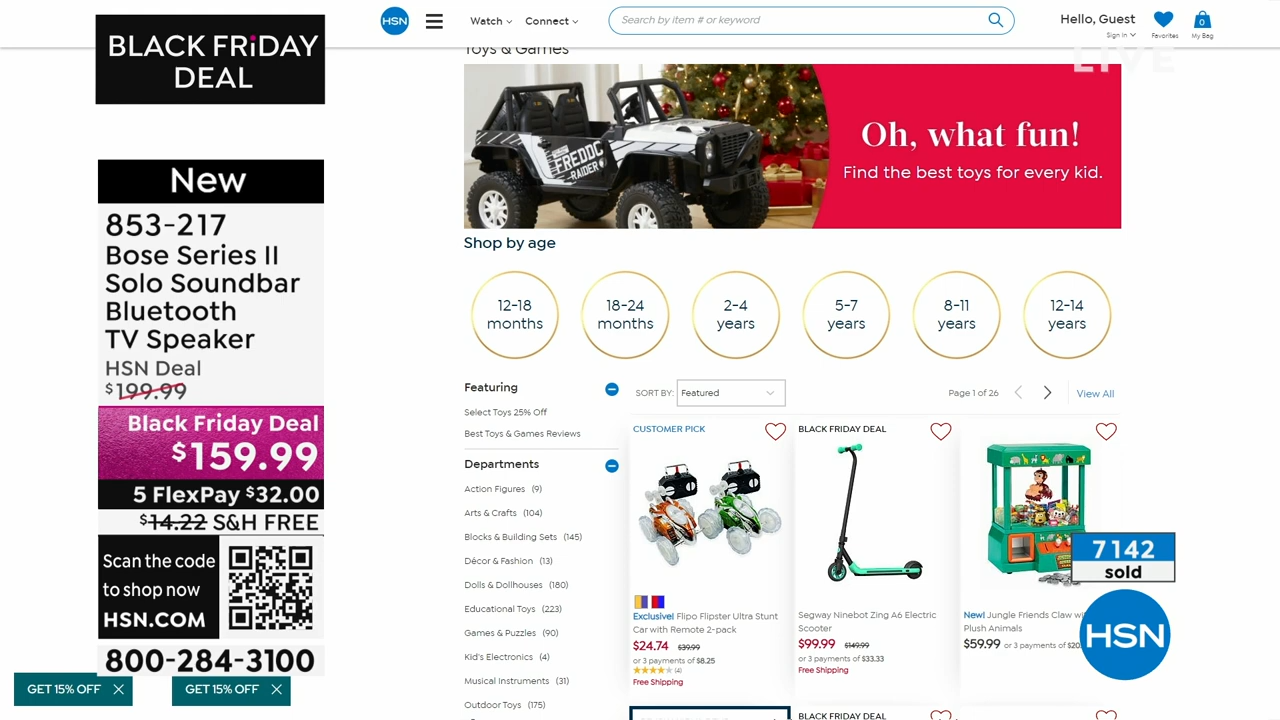 BLACK FRiDAY
DEAL
New
853-217
Bose Series II
Solo Soundbar
Bluetooth
TV Speaker
HSN Deal
$199.99
Black Friday Deal
$159.99
5 FlexPay $32.00
$14.22 S&H FREE
Scan the code
to shop now
HSN.COM
800-284-3100
GET 15% OFF
GET 15% OFF
HSN
Watch
Connect
Search by item # or keyword
Hello, Guest
Sign In
Favorites
0
My Bag
LIVE
Toys & Games
FREDDO
RAIDER
Oh, what fun!
Find the best toys for every kid.
Shop by age
12-18
months
18-24
months
2-4
years
5-7
years
8-11
years
12-14
years
Featuring
Select Toys 25% Off
Best Toys & Games Reviews
Departments
Action Figures (9)
Arts & Crafts (104)
Blocks & Building Sets (145)
Décor & Fashion (13)
Dolls & Dollhouses (180)
Educational Toys (223)
Games & Puzzles (90)
Kid's Electronics (4)
Musical Instruments (31)
Outdoor Toys (175)
SORT BY: Featured
Page 1 of 26
View All
CUSTOMER PICK
Exclusive! Flipo Flipster Ultra Stunt
Car with Remote 2-pack
$24.74 $39.99
or 3 payments of $8.25
(4)
Free Shipping
BLACK FRIDAY DEAL
Segway Ninebot Zing A6 Electric
Scooter
$99.99 $149.99
or 3 payments of $33.33
Free Shipping
BLACK FRIDAY DEAL
New! Jungle Friends Claw wi
Plush Animals
$59.99 or 3 payments of $20.
7142
sold
HSN